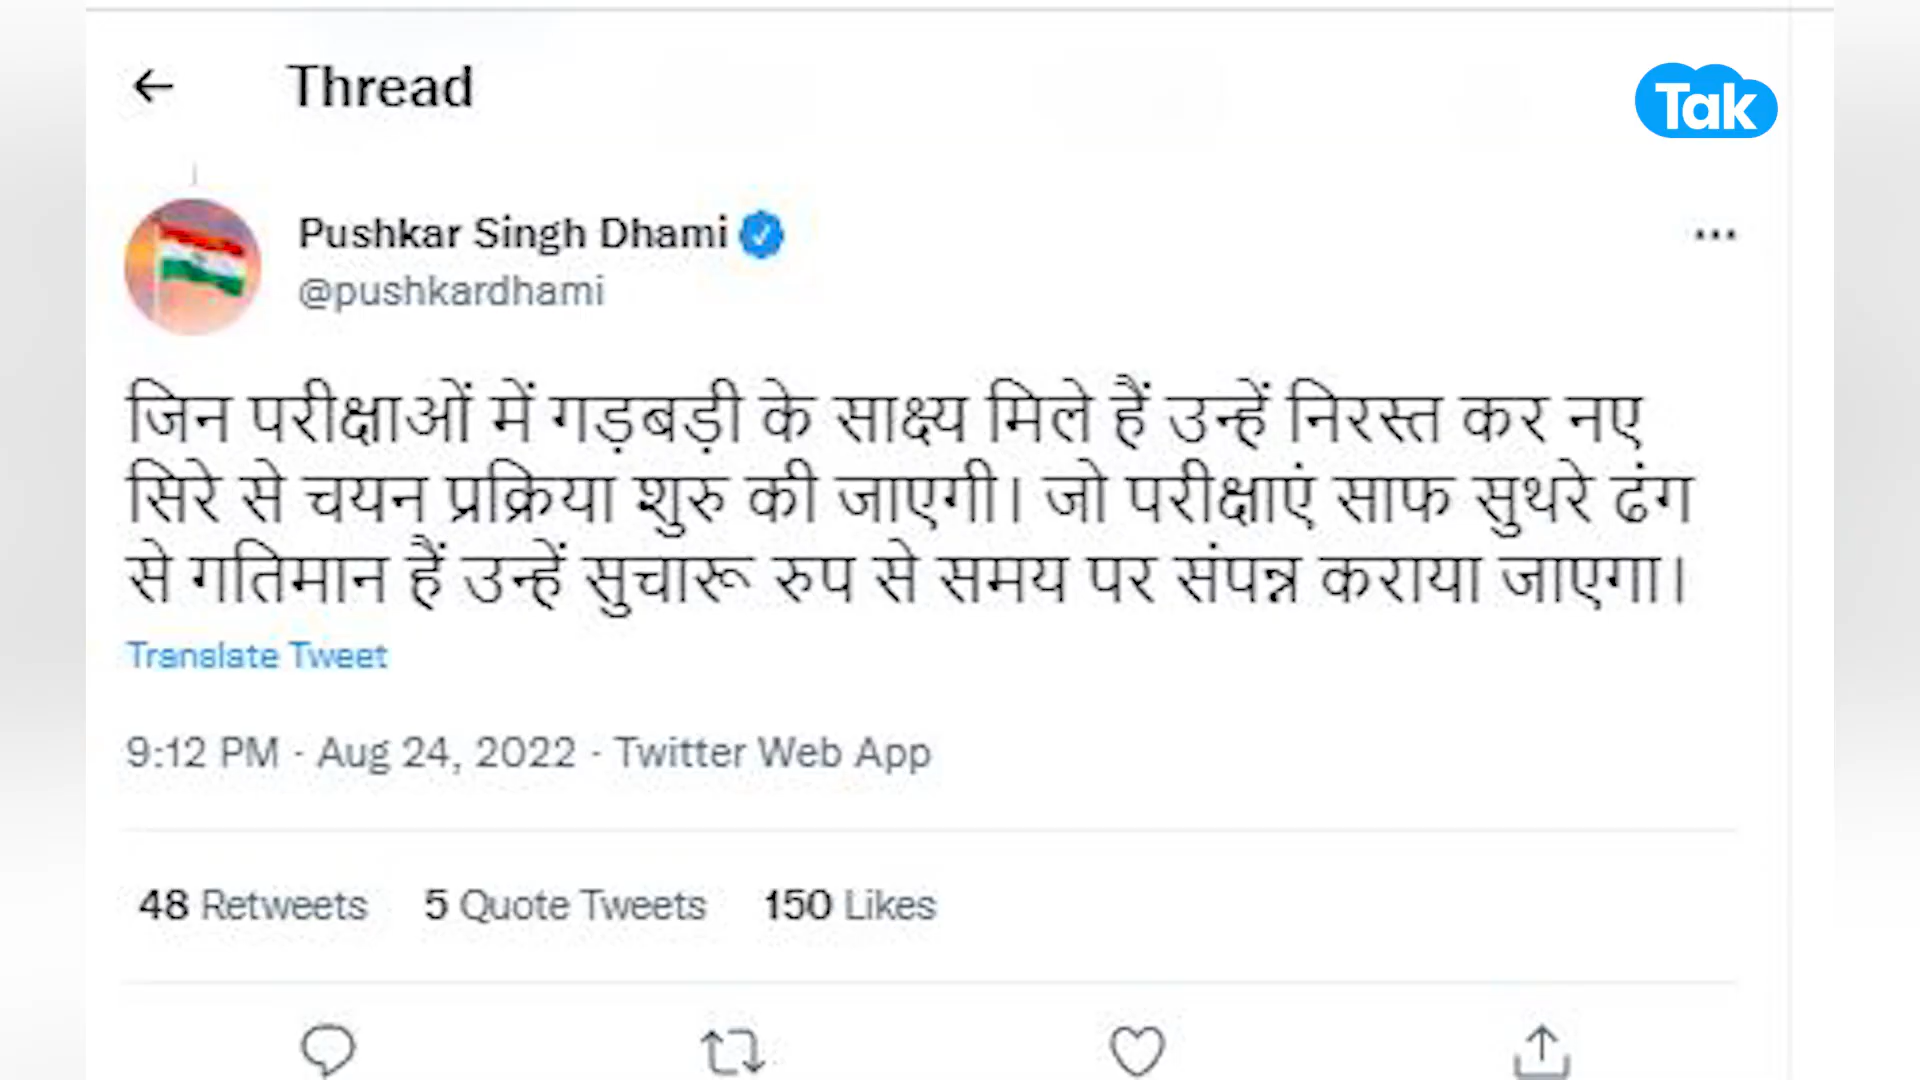 Thread
Tak
Pushkar Singh Dhami
@pushkardhami
जिन परीक्षाओं में गड़बड़ी के साक्ष्य मिले हैं उन्हें निरस्त कर नए
सिरे से चयन प्रक्रिया शुरु की जाएगी। जो परीक्षाएं साफ सुथरे ढंग
से गतिमान हैं उन्हें सुचारू रुप से समय पर संपन्न कराया जाएगा।
Translate Tweet
9:12 PM · Aug 24, 2022 · Twitter Web App
48 Retweets 5 Quote Tweets 150 Likes